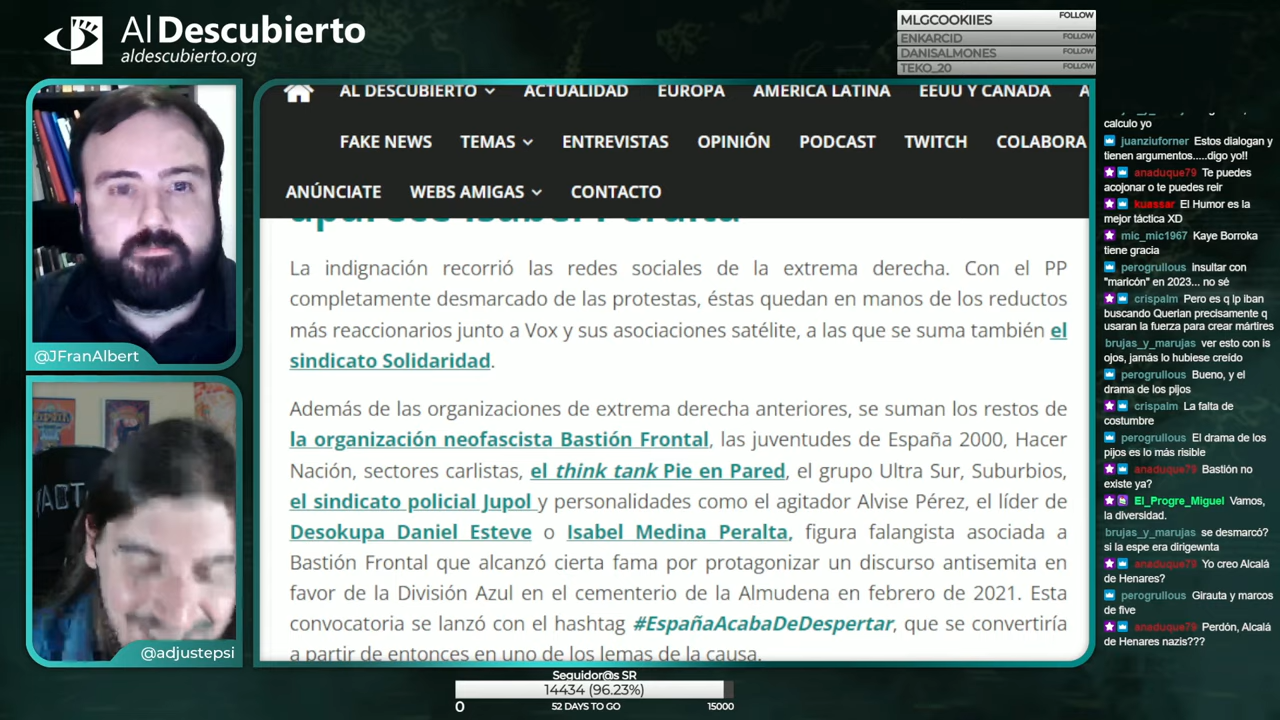 Al Descubierto
aldescubierto.org
MLGCOOKIIES FOLLOW
ENKARCID FOLLOW
DANISALMONES FOLLOW
TEKO_20 FOLLOW
AL DESCUBIERTO ACTUALIDAD EUROPA AMÉRICA LATINA EEUU Y CANADÁ A
FAKE NEWS TEMAS ENTREVISTAS OPINIÓN PODCAST TWITCH COLABORA
ANÚNCIATE WEBS AMIGAS CONTACTO
La indignación recorrió las redes sociales de la extrema derecha. Con el PP
completamente desmarcado de las protestas, éstas quedan en manos de los reductos
más reaccionarios junto a Vox y sus asociaciones satélite, a las que se suma también el
sindicato Solidaridad.
Además de las organizaciones de extrema derecha anteriores, se suman los restos de
la organización neofascista Bastión Frontal, las juventudes de España 2000, Hacer
Nación, sectores carlistas, el think tank Pie en Pared, el grupo Ultra Sur, Suburbios,
el sindicato policial Jupol y personalidades como el agitador Alvise Pérez, el líder de
Desokupa Daniel Esteve o Isabel Medina Peralta, figura falangista asociada a
Bastión Frontal que alcanzó cierta fama por protagonizar un discurso antisemita en
favor de la División Azul en el cementerio de la Almudena en febrero de 2021. Esta
convocatoria se lanzó con el hashtag #EspañaAcabaDeDespertar, que se convertiría
a partir de entonces en uno de los lemas de la causa.
@JFranAlbert
@adjustepsi
calculo yo
juanziuforner Estos dialogan y
tienen argumentos.....digo yo!!
anaduque79 Te puedes
acojonar o te puedes reir
kuassar El Humor es la
mejor táctica XD
mic_mic1967 Kaye Borroka
tiene gracia
perogrullous insultar con
"maricón" en 2023... no sé
crispalm Pero es q lp iban
buscando Querian precisamente q
usaran la fuerza para crear mártires
brujas_y_marujas ver esto con is
ojos, jamás lo hubiese creído
perogrullous Bueno, y el
drama de los pijos
crispalm La falta de
costumbre
perogrullous El drama de los
pijos es lo más risible
anaduque79 Bastión no
existe ya?
El_Progre_Miguel Vamos,
la diversidad.
brujas_y_marujas se desmarcó?
si la espe era dirigewnta
anaduque79 Yo creo Alcalá
de Henares?
perogrullous Girauta y marcos
de five
anaduque79 Perdón, Alcalá
de Henares nazis???
Seguidor@s SR
14434 (96.23%)
0 52 DAYS TO GO 15000